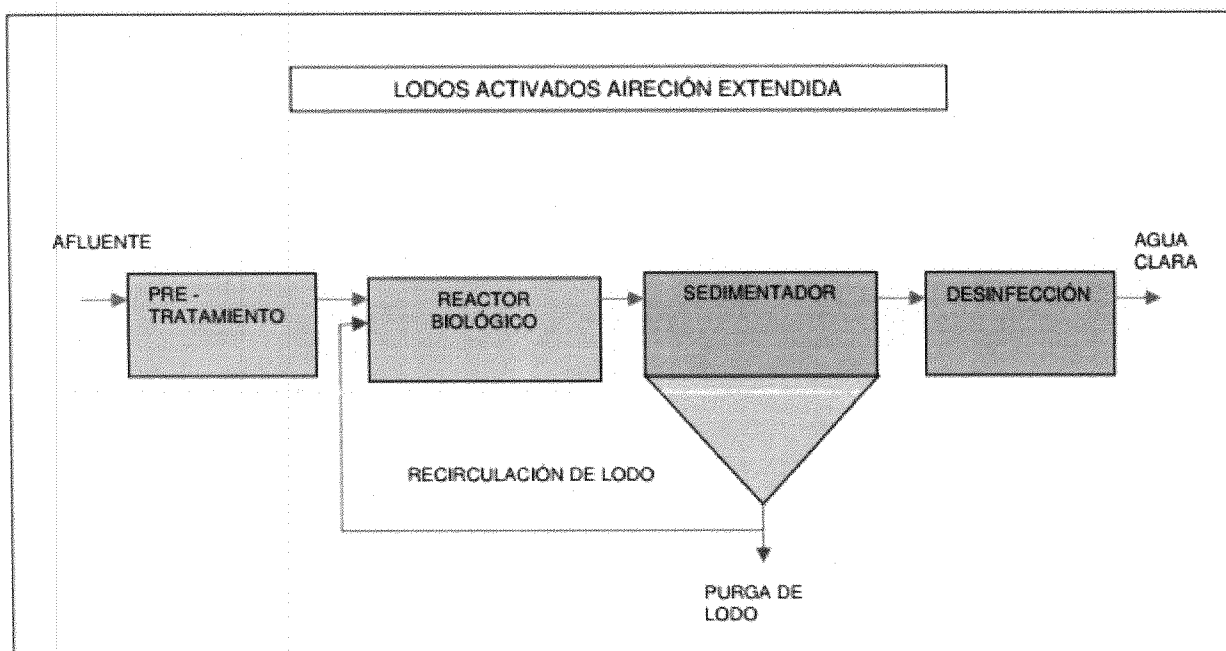 LODOS ACTIVADOS AIRECIÓN EXTENDIDA
AFLUENTE
AGUA
CLARA
PRE -
TRATAMIENTO
REACTOR
BIOLÓGICO
SEDIMENTADOR
DESINFECCIÓN
RECIRCULACIÓN DE LODO
PURGA DE
LODO